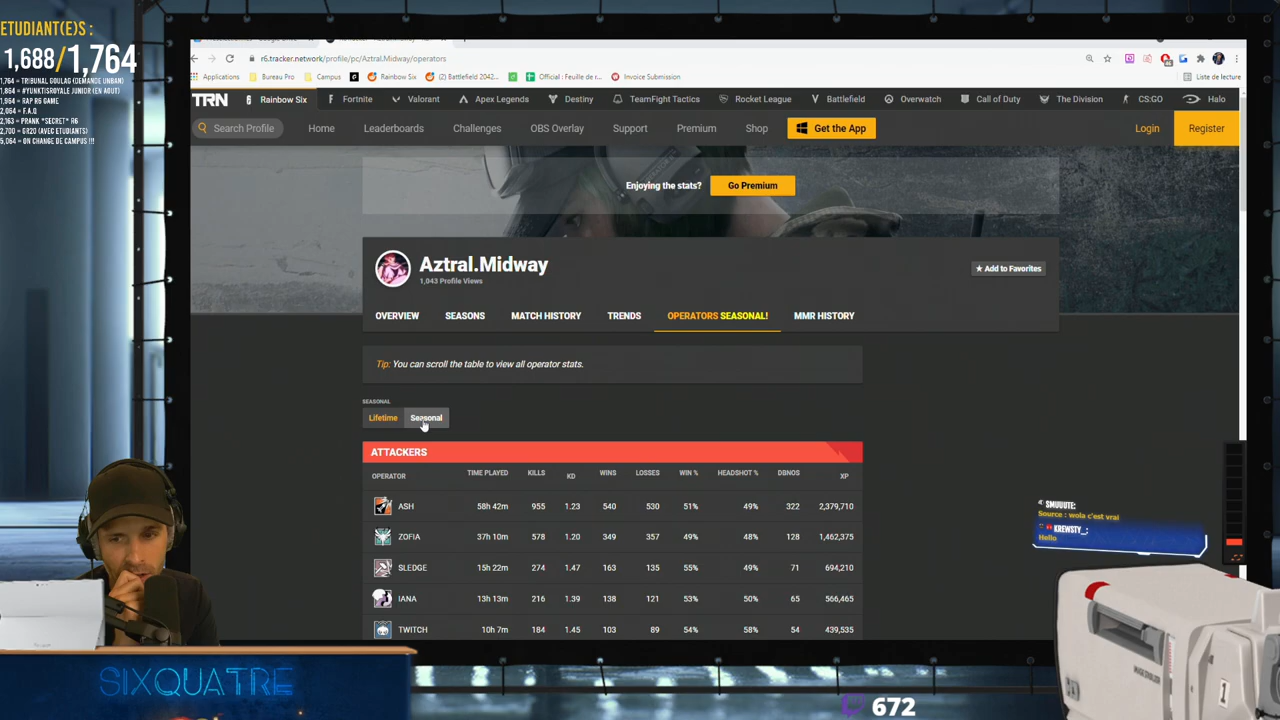 ETUDIANT(E)S :
1,688/1,764
1,764 = TRIBUNAL GOULAG (DEMANDE UNBAN)
1,864 = #YUNKTISROYALE JUNIOR (EN AOUT)
1,964 = RAP R6 GAME
2,064 = F.A.Q
2,163 = PRANK "SECRET" R6
2,700 = GR20 (AVEC ETUDIANTS)
5,064 = ON CHANGE DE CAMPUS !!!
r6.tracker.network/profile/pc/Aztral.Midway/operators
Applications Bureau Pro Campus Rainbow Six (2) Battlefield 2042... Official : Feuille de r... Invoice Submission Liste de lecture
TRN Rainbow Six Fortnite Valorant Apex Legends Destiny TeamFight Tactics Rocket League Battlefield Overwatch Call of Duty The Division CS:GO Halo
Search Profile Home Leaderboards Challenges OBS Overlay Support Premium Shop Get the App Login Register
Enjoying the stats? Go Premium
Aztral.Midway
1,043 Profile Views
★ Add to Favorites
OVERVIEW SEASONS MATCH HISTORY TRENDS OPERATORS SEASONAL! MMR HISTORY
Tip: You can scroll the table to view all operator stats.
SEASONAL
Lifetime Seasonal
ATTACKERS
OPERATOR TIME PLAYED KILLS KD WINS LOSSES WIN % HEADSHOT % DBNOS XP
ASH 58h 42m 955 1.23 540 530 51% 49% 322 2,379,710
ZOFIA 37h 10m 578 1.20 349 357 49% 48% 128 1,462,375
SLEDGE 15h 22m 274 1.47 163 135 55% 49% 71 694,210
IANA 13h 13m 216 1.39 138 121 53% 50% 65 566,465
TWITCH 10h 7m 184 1.45 103 89 54% 58% 54 439,535
SMUUUTE:
Source : wola c'est vrai
KREWSTY_:
Hello
SIXQUATRE
672
1